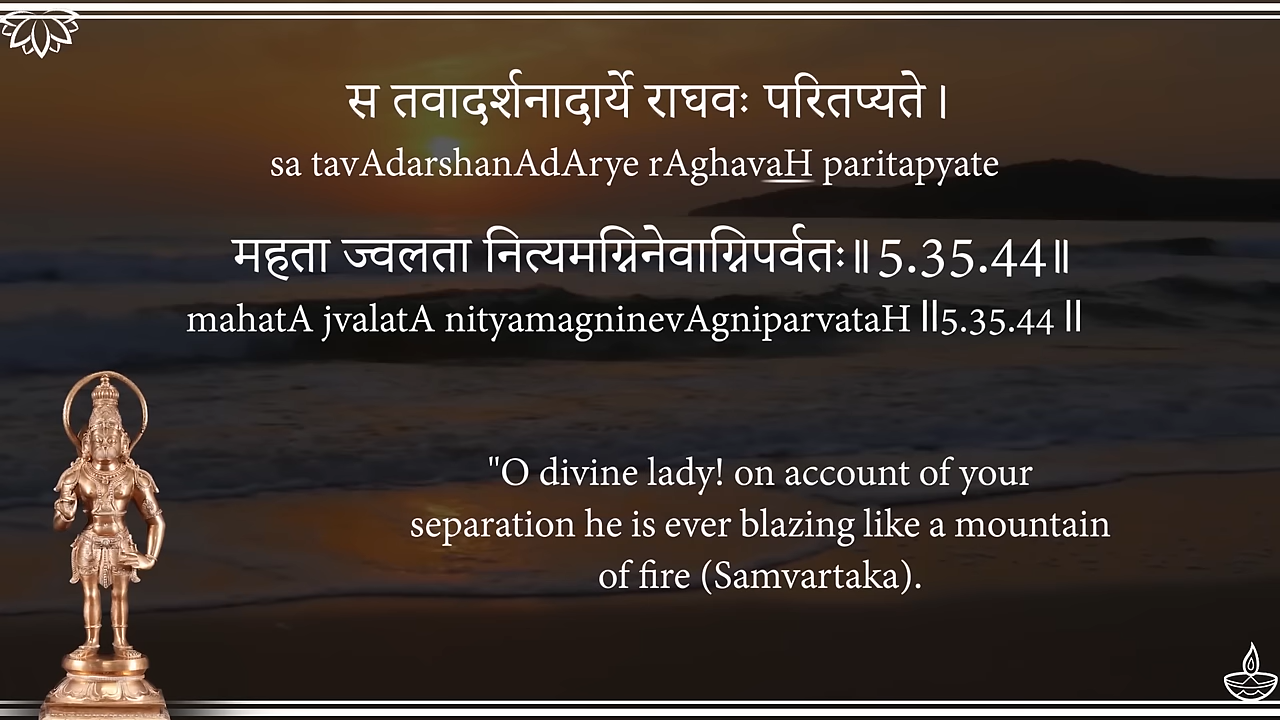 स तवादर्शनादार्ये राघवः परितप्यते।
sa tavAdarshanAdArye rAghavaH paritapyate
महता ज्वलता नित्यमग्निनेवाग्निपर्वतः॥5.35.44॥
mahatA jvalatA nityamagninevAgniparvataH ||5.35.44 ||
"O divine lady! on account of your
separation he is ever blazing like a mountain
of fire (Samvartaka).